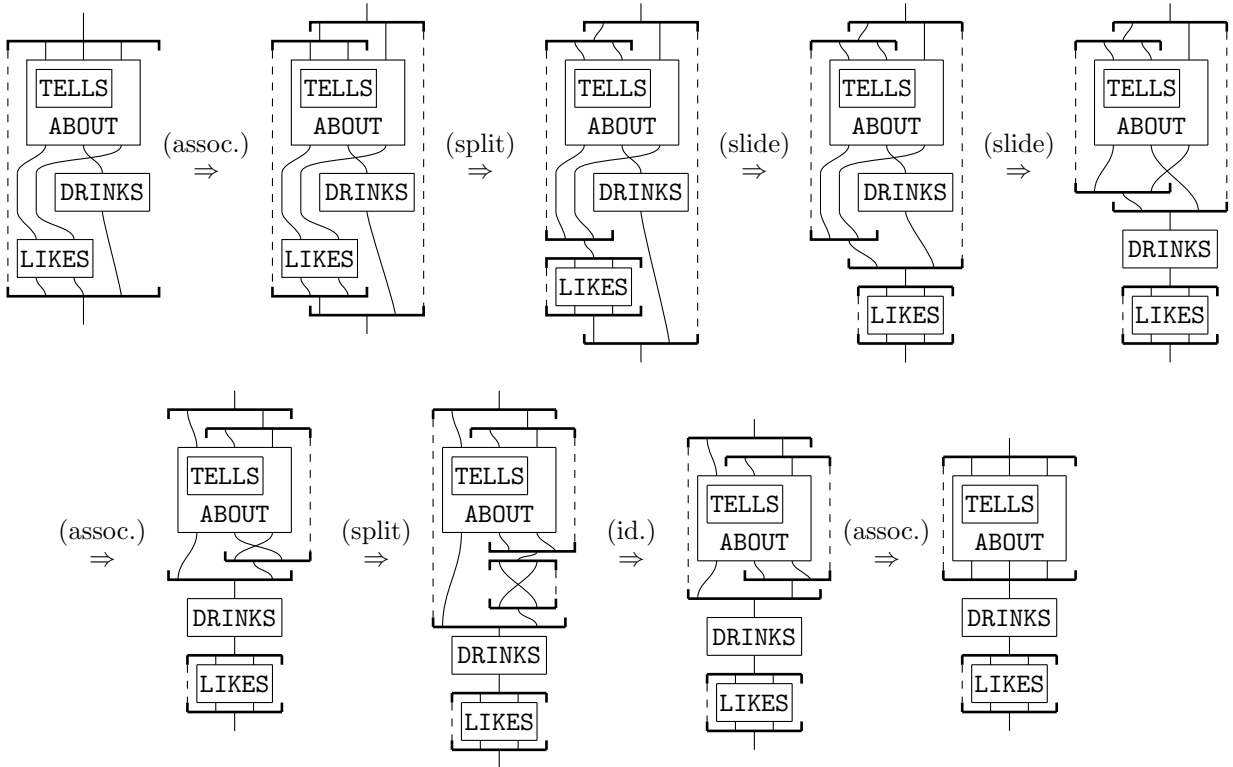 TELLS
ABOUT
DRINKS
LIKES
(assoc.)
⇒
TELLS
ABOUT
DRINKS
LIKES
(split)
⇒
TELLS
ABOUT
DRINKS
LIKES
(slide)
⇒
TELLS
ABOUT
DRINKS
LIKES
(slide)
⇒
TELLS
ABOUT
DRINKS
LIKES
(assoc.)
⇒
TELLS
ABOUT
DRINKS
LIKES
(split)
⇒
TELLS
ABOUT
DRINKS
LIKES
(id.)
⇒
TELLS
ABOUT
DRINKS
LIKES
(assoc.)
⇒
TELLS
ABOUT
DRINKS
LIKES